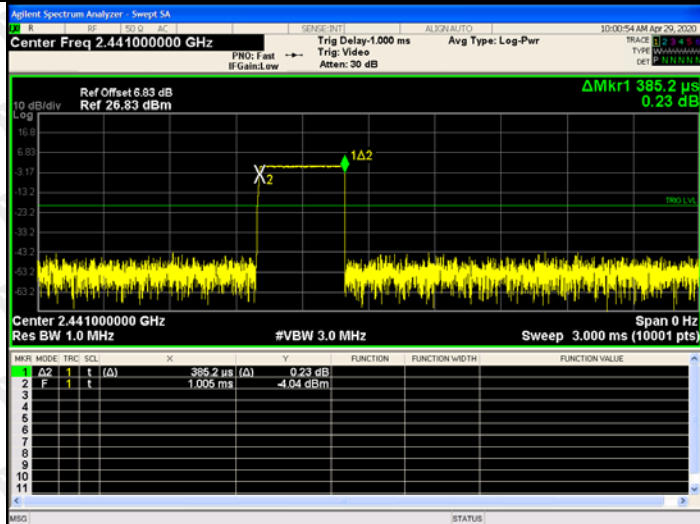 Agilent Spectrum Analyzer - Swept SA
R RF 50 Ω AC SENSE:INT ALIGN AUTO 10:00:54 AM Apr 29, 2020
Center Freq 2.441000000 GHz
PNO: Fast
IFGain:Low
Trig Delay-1.000 ms
Trig: Video
Atten: 30 dB
Avg Type: Log-Pwr
TRACE 1 2 3 4 5 6
TYPE
DET P N N N N N
ΔMkr1 385.2 µs
0.23 dB
Ref Offset 6.83 dB
10 dB/div Ref 26.83 dBm
Log
16.8
6.83
-3.17
-13.2
-23.2
-33.2
-43.2
-53.2
-63.2
1Δ2
X2
TRIG LVL
Center 2.441000000 GHz Span 0 Hz
Res BW 1.0 MHz #VBW 3.0 MHz Sweep 3.000 ms (10001 pts)
MKR MODE TRC SCL X Y FUNCTION FUNCTION WIDTH FUNCTION VALUE
1 Δ2 1 t (Δ) 385.2 µs (Δ) 0.23 dB
2 F 1 t 1.005 ms -4.04 dBm
3
4
5
6
7
8
9
10
11
MSG STATUS